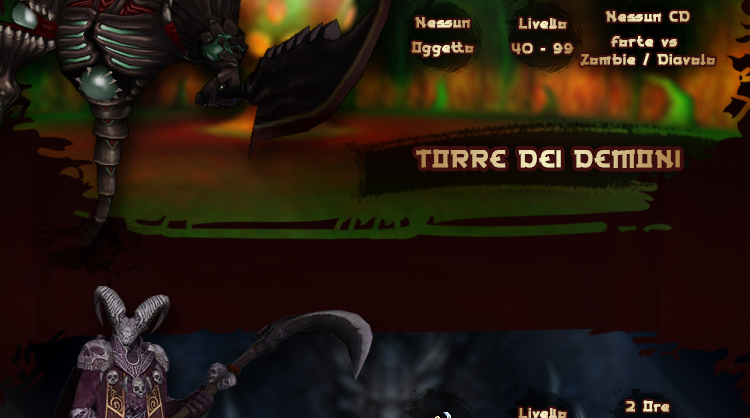 Nessun
Oggetto
Livello
40 - 99
Nessun CD
forte vs
Zombie / Diavolo
TORRE DEI DEMONI
Livello
2 Ore